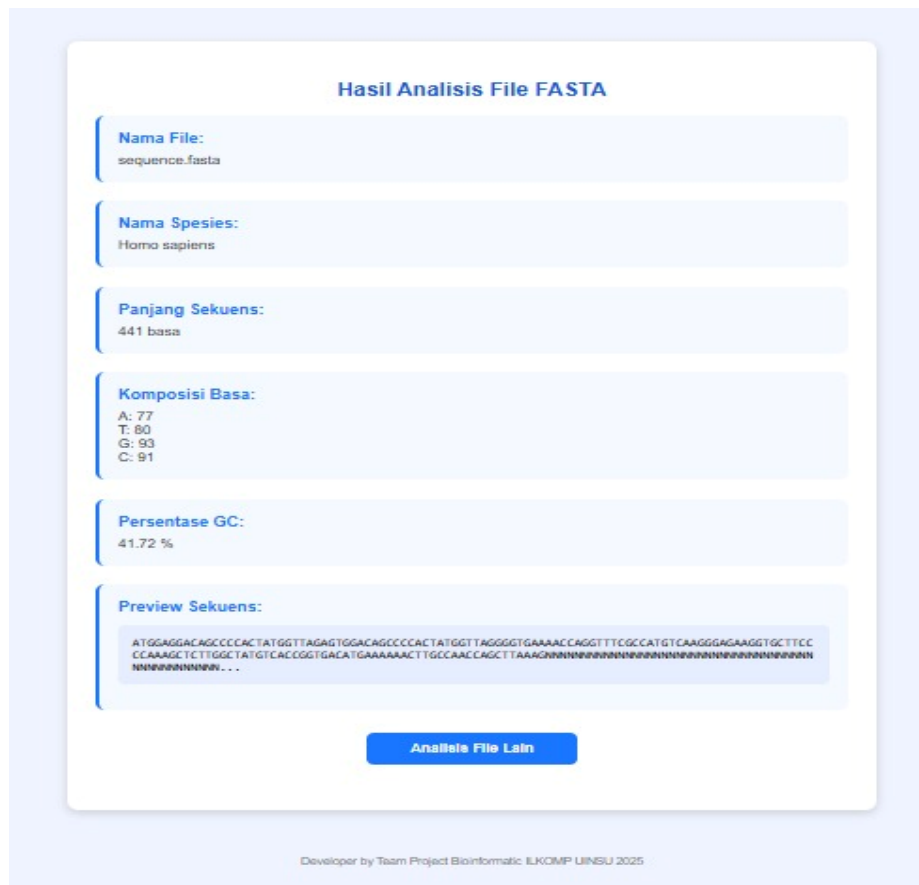 Hasil Analisis File FASTA
Nama File:
sequence.fasta
Nama Spesies:
Homo sapiens
Panjang Sekuens:
441 basa
Komposisi Basa:
A: 77
T: 80
G: 93
C: 91
Persentase GC:
41.72 %
Preview Sekuens:
ATGGAGGACAGCCCCACTATGGTTAGAGTGGACAGCCCCACTATGGTTAGGGGTGAAAACCAGGTTTCGCCATGTCAAGGGAGAAGGTGCTTCC
CCAAAGCTCTTGGCTATGTCACCGGTGACATGAAAAAACTTGCCAACCAGCTTAAAGNNNNNNNNNNNNNNNNNNNNNNNNNNNNNNNNNNNNN
NNNNNNNNNNNN...
Analisis File Lain
Developer by Team Project Bioinformatic ILKOMP UINSU 2025